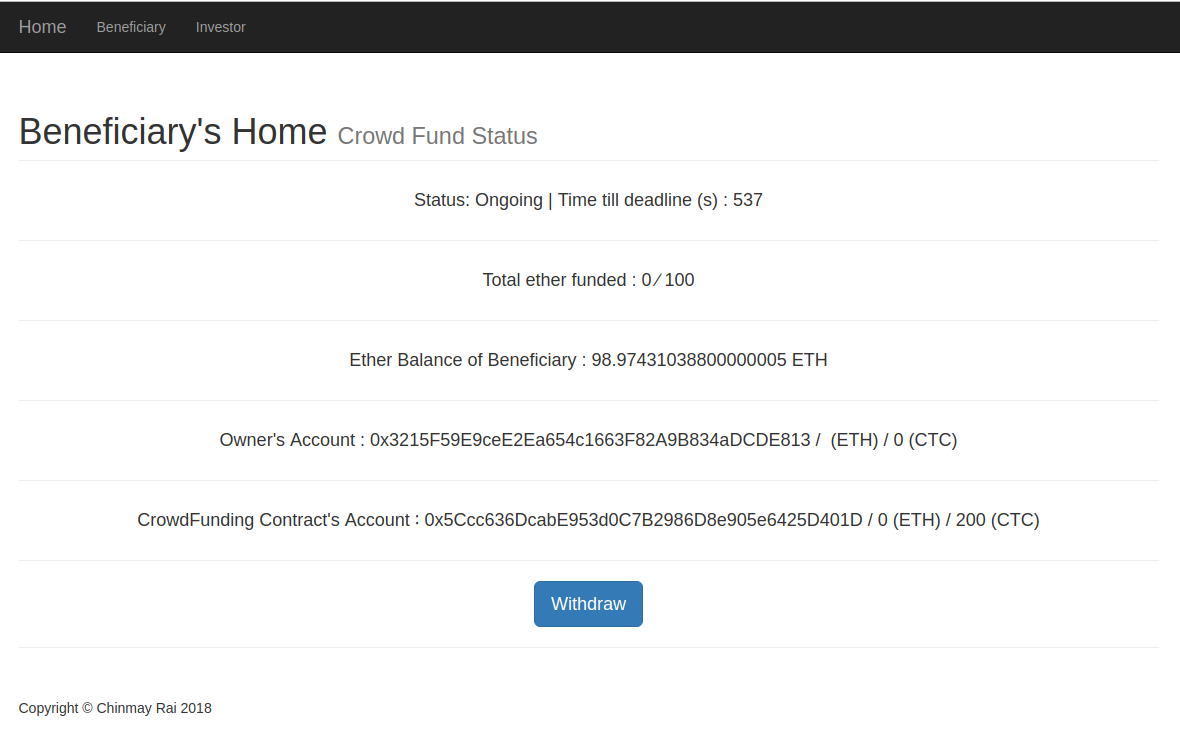 Home Beneficiary Investor
Beneficiary's Home Crowd Fund Status
Status: Ongoing | Time till deadline (s) : 537
Total ether funded : 0 ⁄ 100
Ether Balance of Beneficiary : 98.97431038800000005 ETH
Owner's Account : 0x3215F59E9ceE2Ea654c1663F82A9B834aDCDE813 /  (ETH) / 0 (CTC)
CrowdFunding Contract's Account : 0x5Ccc636DcabE953d0C7B2986D8e905e6425D401D / 0 (ETH) / 200 (CTC)
Withdraw
Copyright © Chinmay Rai 2018